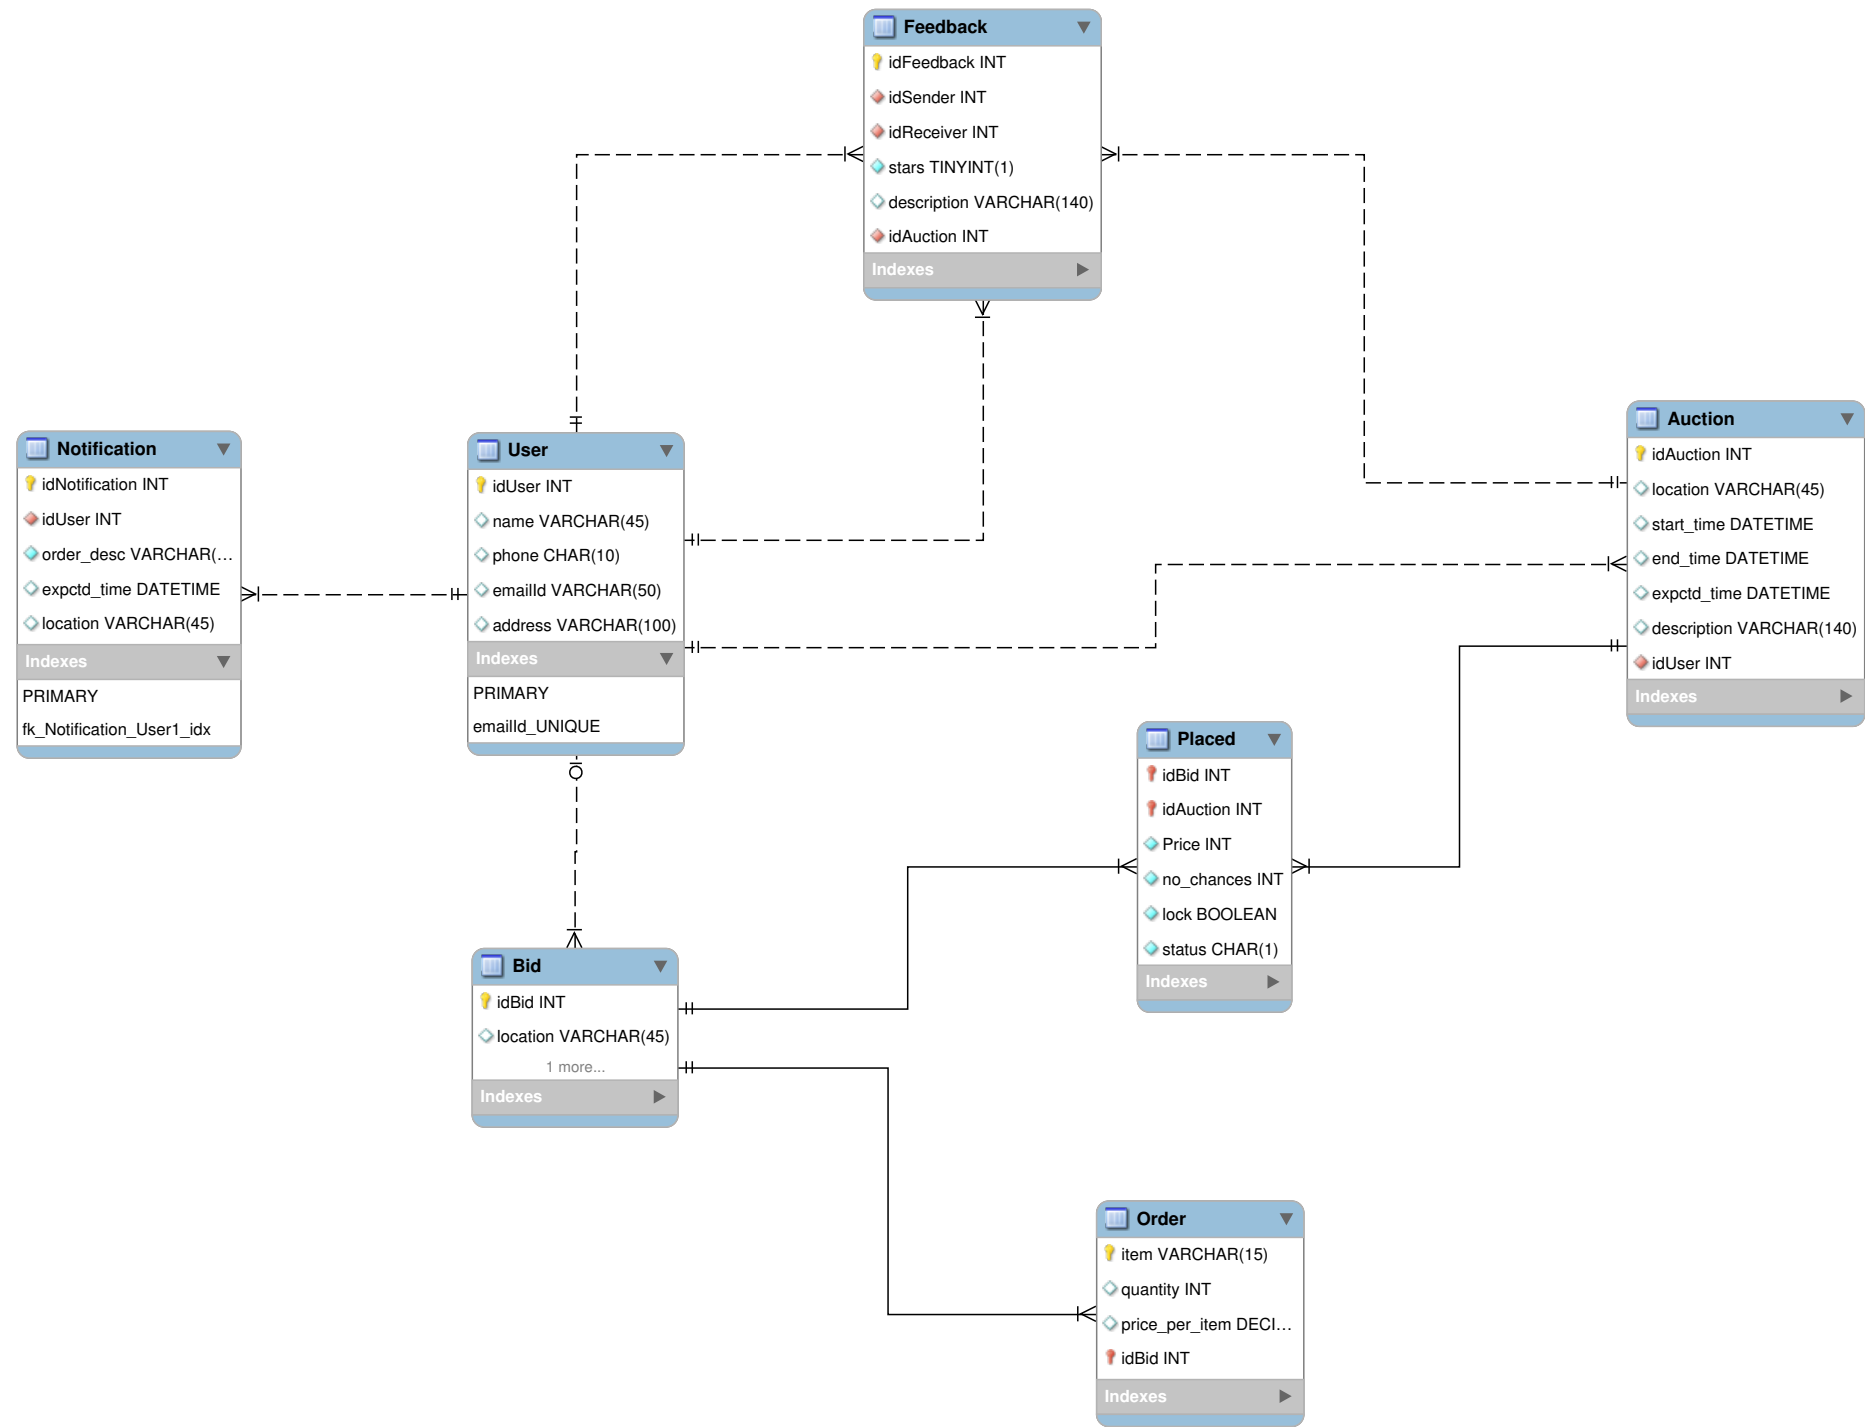 Feedback
idFeedback INT
idSender INT
idReceiver INT
stars TINYINT(1)
description VARCHAR(140)
idAuction INT
Indexes
Notification
idNotification INT
idUser INT
order_desc VARCHAR(...
expctd_time DATETIME
location VARCHAR(45)
Indexes
PRIMARY
fk_Notification_User1_idx
User
idUser INT
name VARCHAR(45)
phone CHAR(10)
emailId VARCHAR(50)
address VARCHAR(100)
Indexes
PRIMARY
emailId_UNIQUE
Auction
idAuction INT
location VARCHAR(45)
start_time DATETIME
end_time DATETIME
expctd_time DATETIME
description VARCHAR(140)
idUser INT
Indexes
Placed
idBid INT
idAuction INT
Price INT
no_chances INT
lock BOOLEAN
status CHAR(1)
Indexes
Bid
idBid INT
location VARCHAR(45)
1 more...
Indexes
Order
item VARCHAR(15)
quantity INT
price_per_item DECI...
idBid INT
Indexes